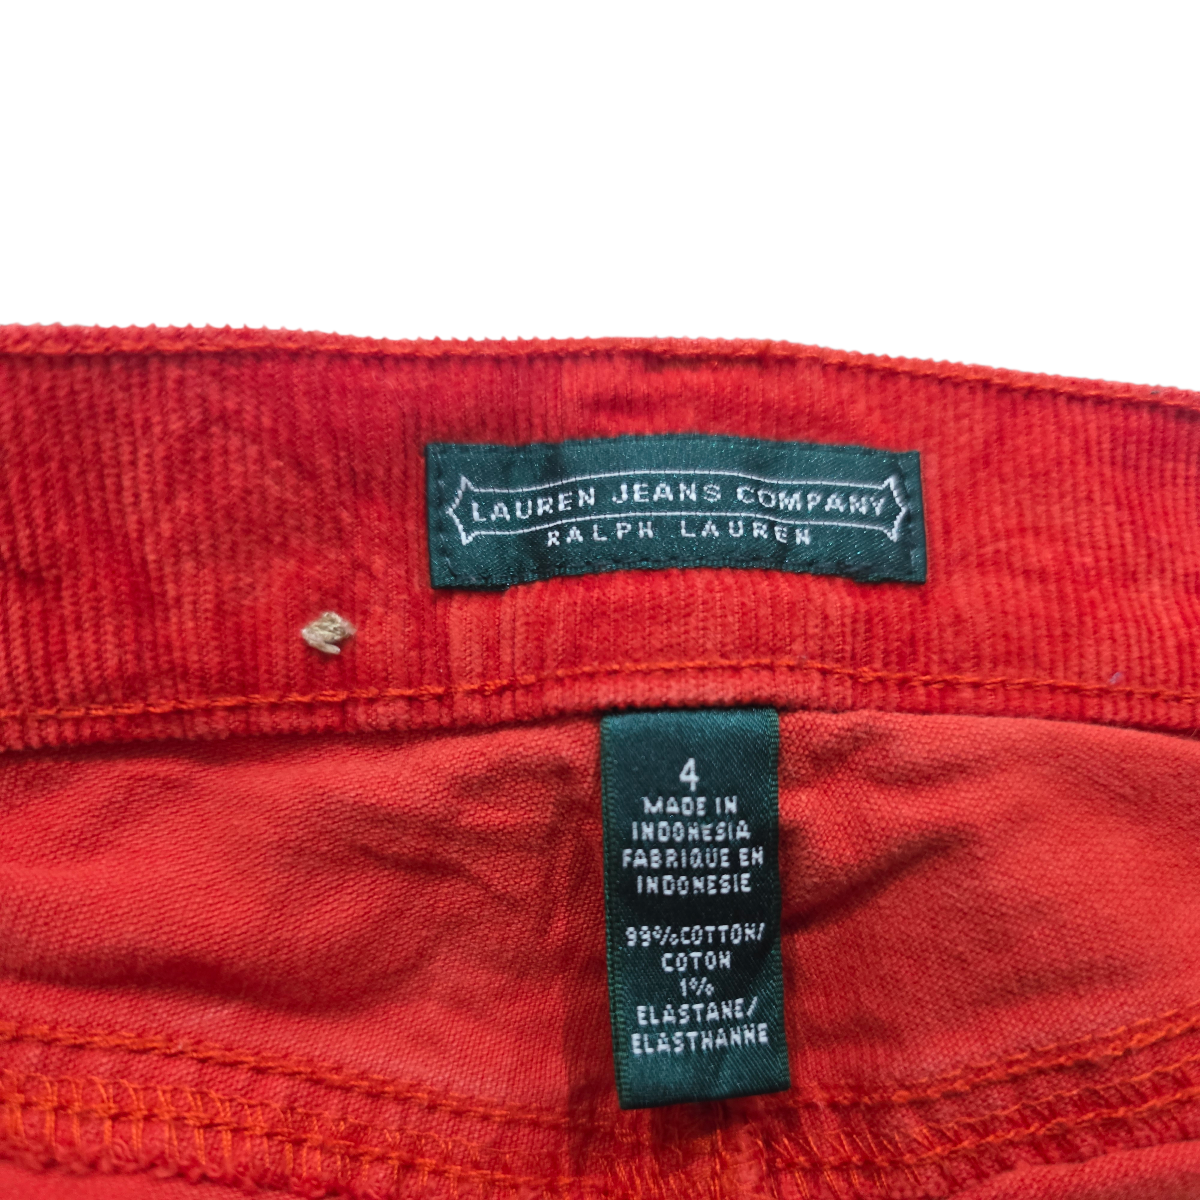 LAUREN JEANS COMPANY
RALPH LAUREN
4
MADE IN
INDONESIA
FABRIQUE EN
INDONESIE
99% COTTON/
COTON
1%
ELASTANE/
ELASTHANNE